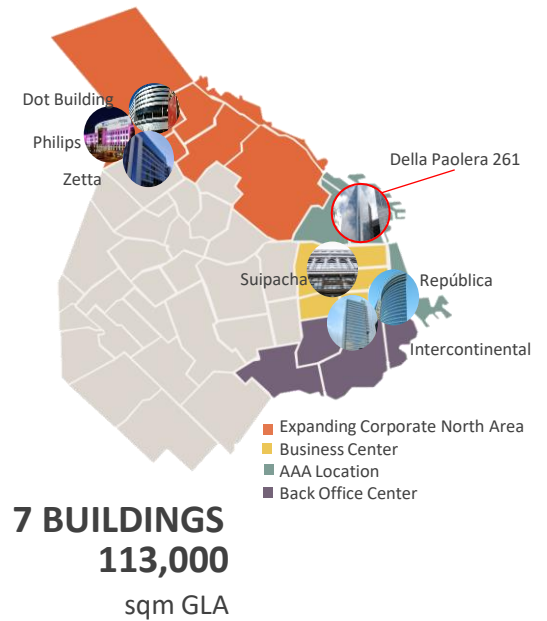 Dot Building
Philips
Zetta
Della Paolera 261
Suipacha
República
Intercontinental
Expanding Corporate North Area
Business Center
AAA Location
Back Office Center
7 BUILDINGS
113,000
sqm GLA